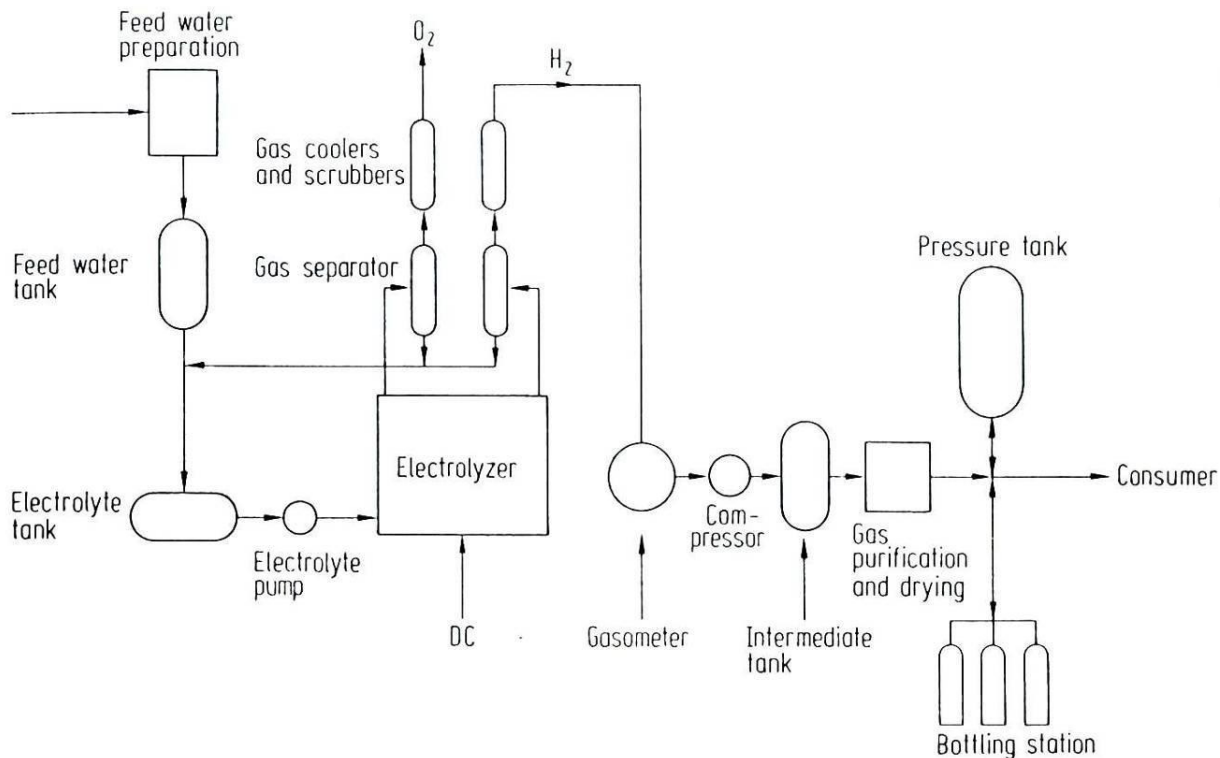 Feed water
preparation
O₂
H₂
Gas coolers
and scrubbers
Feed water
tank
Gas separator
Pressure tank
Electrolyzer
Consumer
Electrolyte
tank
Com-
pressor
Gas
purification
and drying
Electrolyte
pump
DC
Gasometer
Intermediate
tank
Bottling station